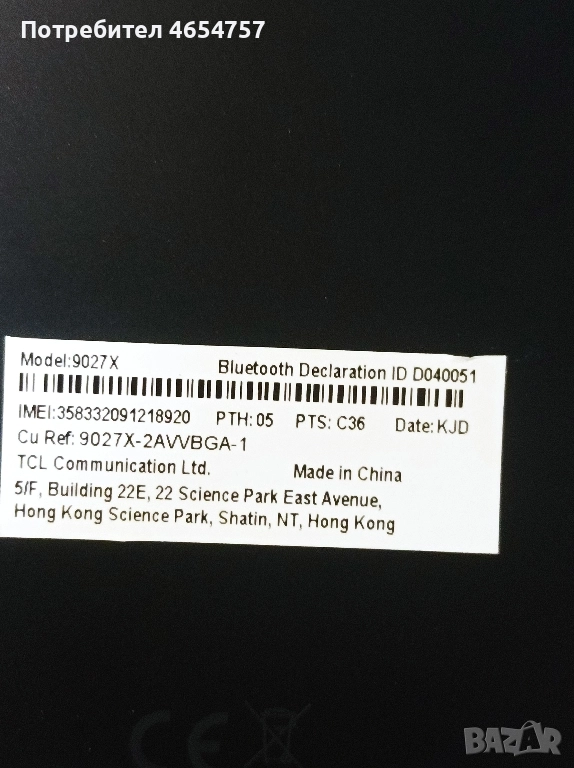 Потребител 4654757
Model:9027X Bluetooth Declaration ID D040051
IMEI:358332091218920 PTH:05 PTS: C36 Date:KJD
Cu Ref: 9027X-2AVVBGA-1
TCL Communication Ltd. Made in China
5/F, Building 22E, 22 Science Park East Avenue,
Hong Kong Science Park, Shatin, NT, Hong Kong
CE
BAZAR